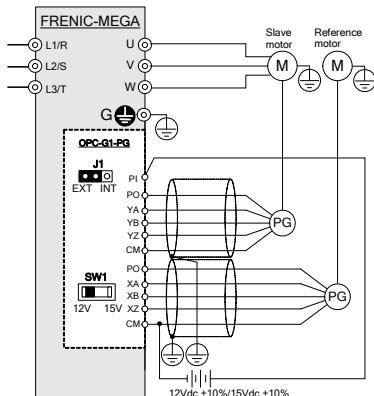 FRENIC-MEGA
Slave motor
Reference motor
L1/R
U
M
M
L2/S
V
L3/T
W
G
OPC-G1-PG
J1
EXT INT
PI
PO
YA
YB
YZ
CM
PG
PO
XA
XB
XZ
CM
PG
SW1
12V 15V
12Vdc ±10%/15Vdc ±10%